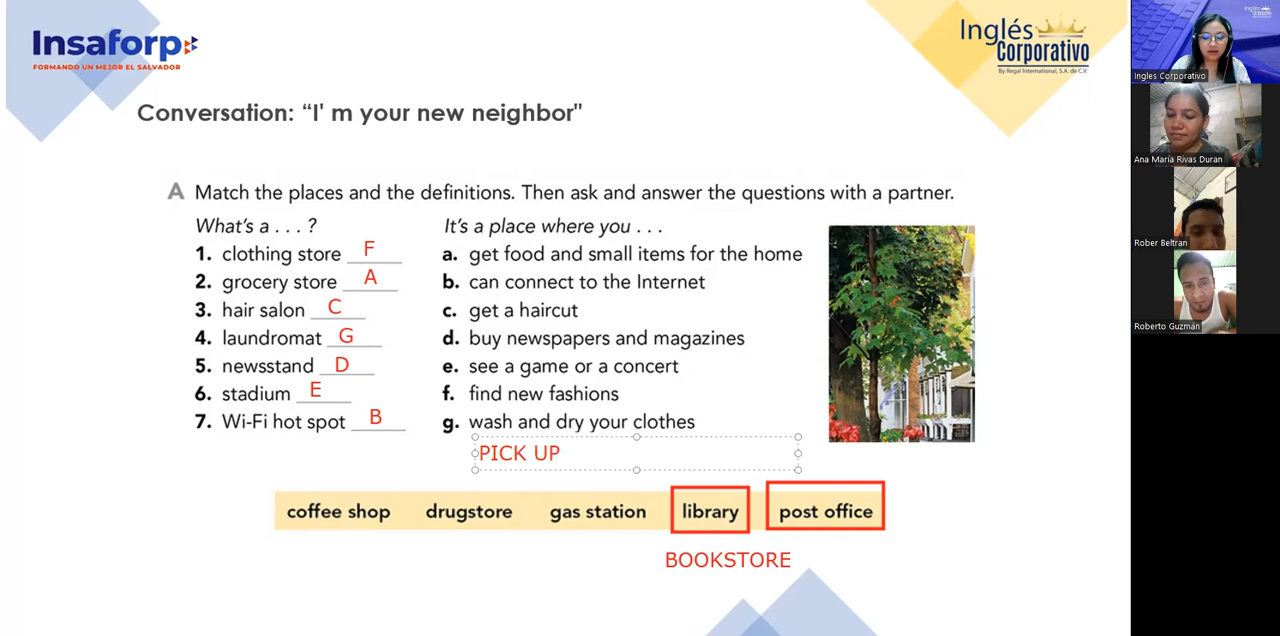 Insaforp
FORMANDO UN MEJOR EL SALVADOR
Inglés
Corporativo
By Regal International, S.A. de C.V.
Conversation: “I' m your new neighbor"
A Match the places and the definitions. Then ask and answer the questions with a partner.
What's a . . . ?
1. clothing store F
2. grocery store A
3. hair salon C
4. laundromat G
5. newsstand D
6. stadium E
7. Wi-Fi hot spot B
It's a place where you . . .
a. get food and small items for the home
b. can connect to the Internet
c. get a haircut
d. buy newspapers and magazines
e. see a game or a concert
f. find new fashions
g. wash and dry your clothes
PICK UP
coffee shop drugstore gas station library post office
BOOKSTORE
Ingles Corporativo
Ana María Rivas Duran
Rober Beltran
Roberto Guzmán